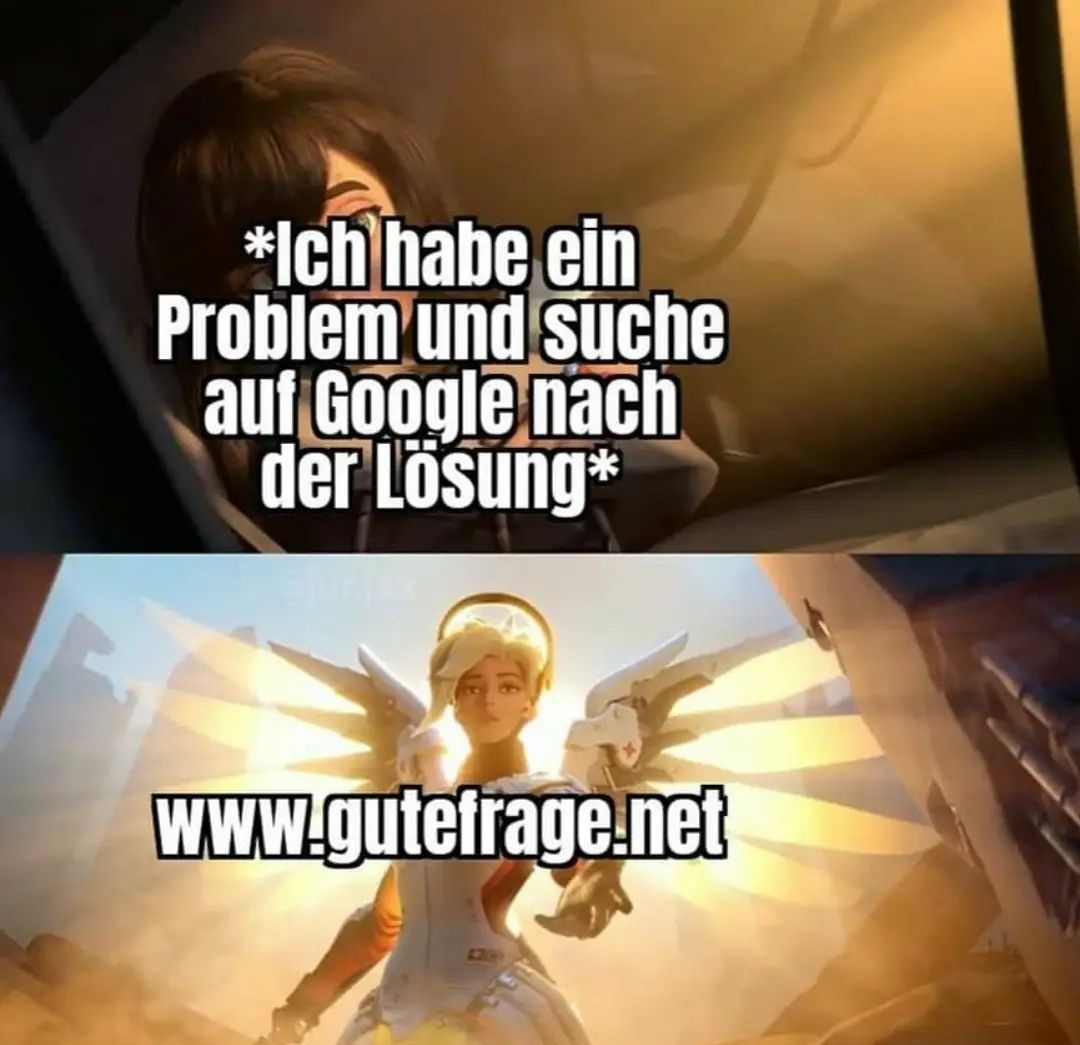 *Ich habe ein
Problem und suche
auf Google nach
der Lösung*
www.gutefrage.net